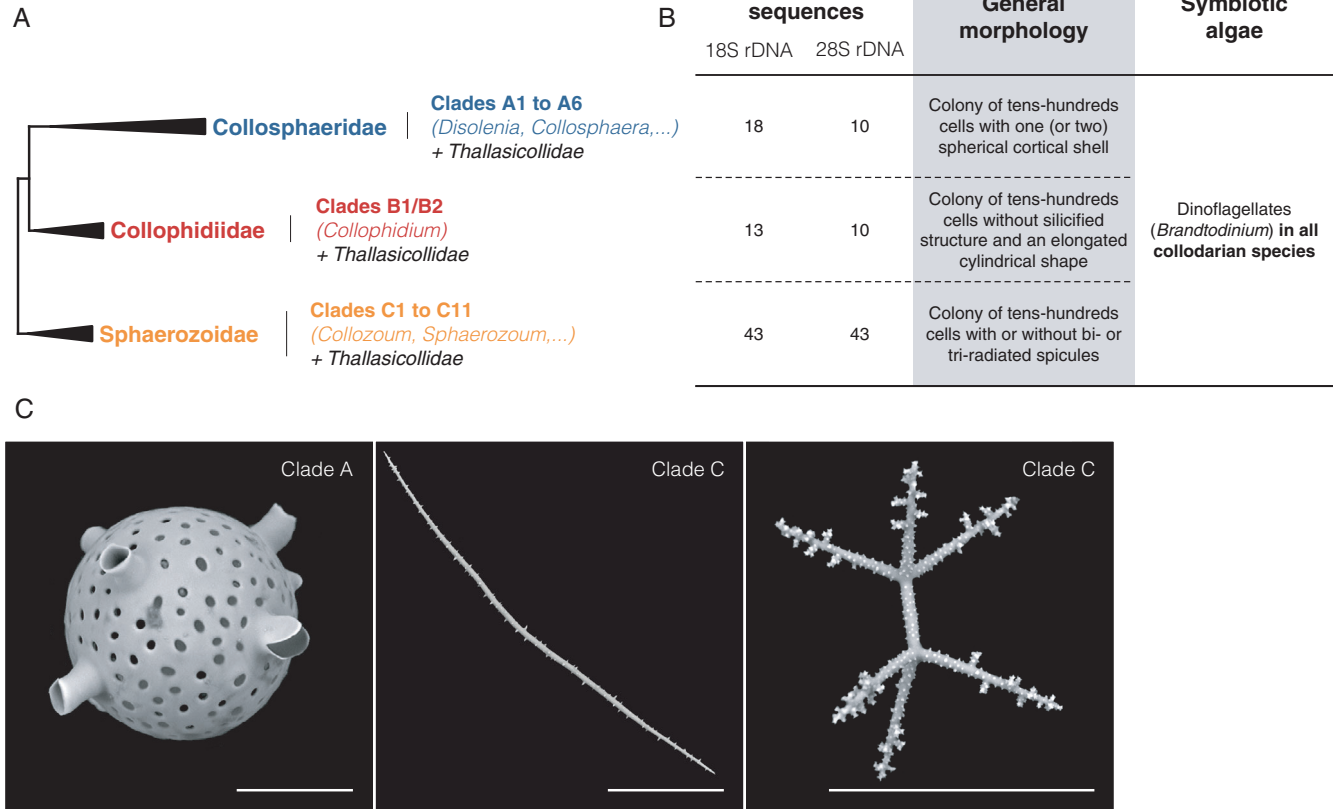 A
Collosphaeridae
Clades A1 to A6
(Disolenia, Collosphaera,...)
+ Thallasicollidae
Collophidiidae
Clades B1/B2
(Collophidium)
+ Thallasicollidae
Sphaerozoidae
Clades C1 to C11
(Collozoum, Sphaerozoum,...)
+ Thallasicollidae
B
sequences
General
morphology
Symbiotic
algae
18S rDNA
28S rDNA
18
10
Colony of tens-hundreds
cells with one (or two)
spherical cortical shell
13
10
Colony of tens-hundreds
cells without silicified
structure and an elongated
cylindrical shape
43
43
Colony of tens-hundreds
cells with or without bi- or
tri-radiated spicules
Dinoflagellates
(Brandtodinium) in all
collodarian species
C
Clade A
Clade C
Clade C